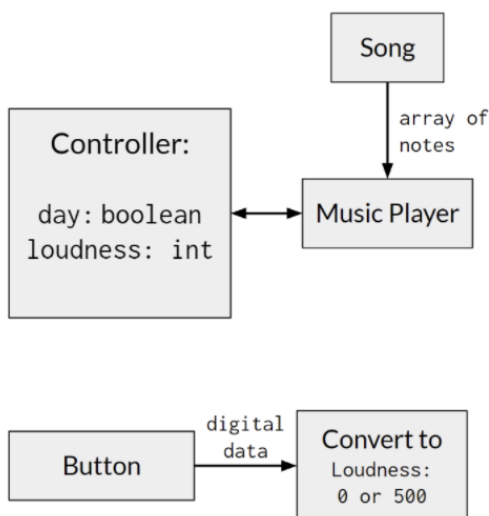 Song
array of
notes
Controller:
day: boolean
loudness: int
Music Player
Button
digital
data
Convert to
Loudness:
0 or 500